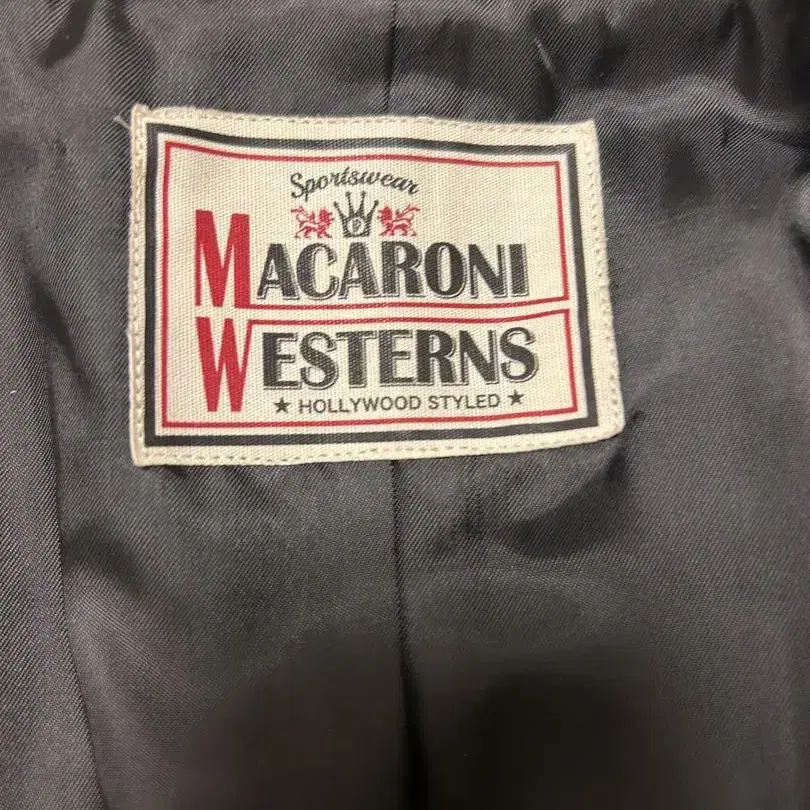 Sportswear
MACARONI
WESTERNS
★ HOLLYWOOD STYLED ★